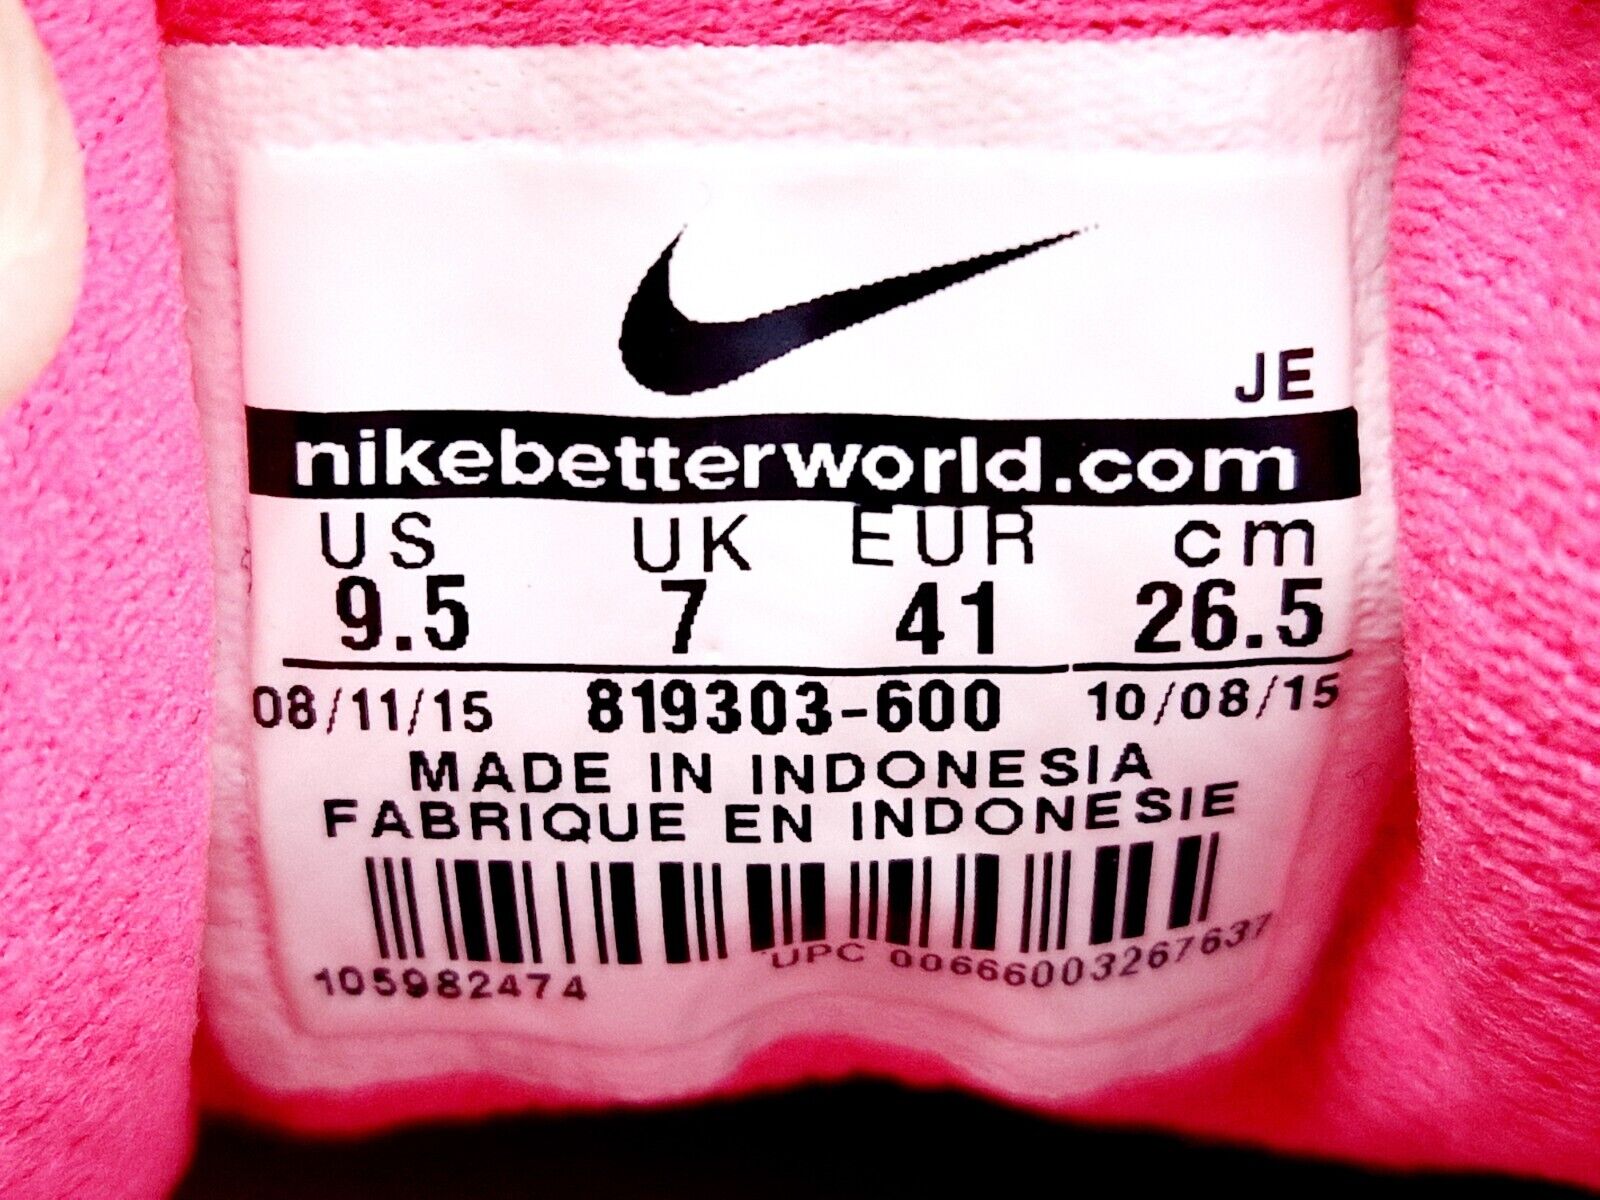 JE
nikebetterworld.com
US UK EUR cm
9.5 7 41 26.5
08/11/15 819303-600 10/08/15
MADE IN INDONESIA
FABRIQUE EN INDONESIE
105982474 UPC 00666003267637